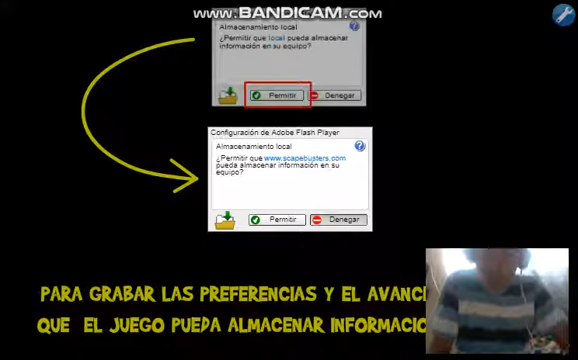 www.BANDICAM.com
Almacenamiento local
¿Permitir que local pueda almacenar
información en su equipo?
Permitir
Denegar
Configuración de Adobe Flash Player
Almacenamiento local
¿Permitir que www.scapebusters.com
pueda almacenar información en su
equipo?
Permitir
Denegar
PARA GRABAR LAS PREFERENCIAS Y EL
QUE EL JUEGO PUEDA ALMACENAR